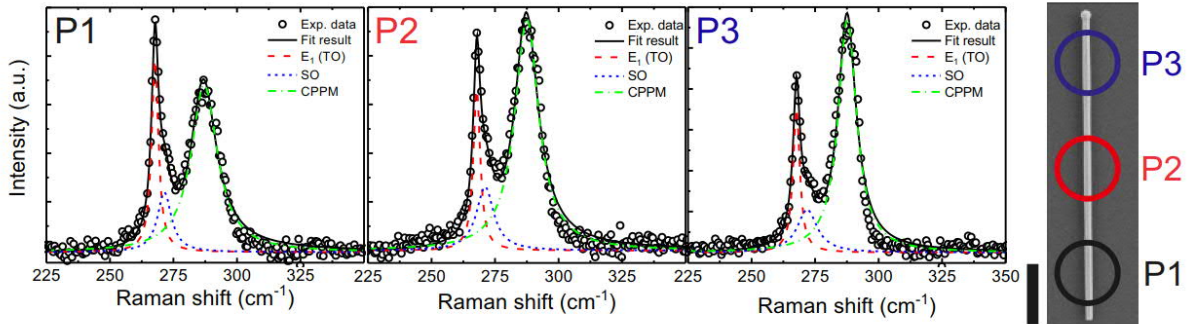 P1
Exp. data
Fit result
E₁ (TO)
SO
CPPM
P2
Exp. data
Fit result
E₁ (TO)
SO
CPPM
P3
Exp. data
Fit result
E₁ (TO)
SO
CPPM
Intensity (a.u.)
225 250 275 300 225 250 275 300 225 250 275 300 325 350
Raman shift (cm⁻¹)
Raman shift (cm⁻¹)
Raman shift (cm⁻¹)
P3
P2
P1